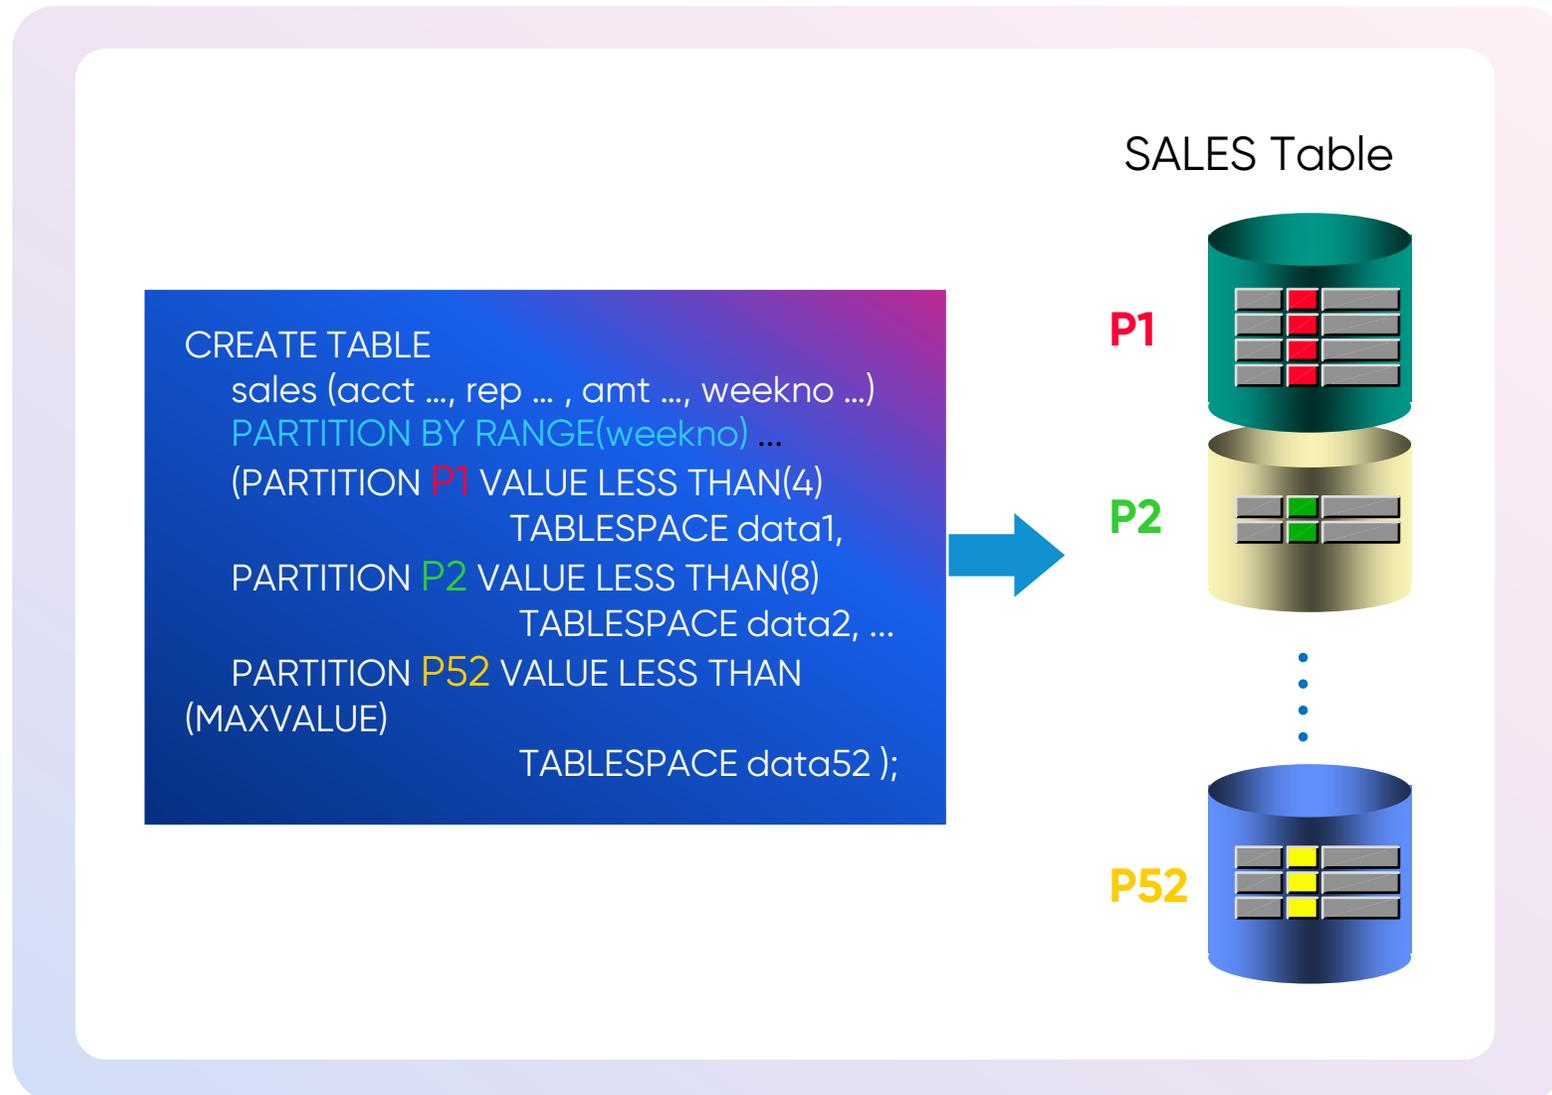 SALES Table
CREATE TABLE
sales (acct ..., rep ... , amt ..., weekno ...)
PARTITION BY RANGE(weekno) ...
(PARTITION P1 VALUE LESS THAN(4)
TABLESPACE data1,
PARTITION P2 VALUE LESS THAN(8)
TABLESPACE data2, ...
PARTITION P52 VALUE LESS THAN
(MAXVALUE)
TABLESPACE data52 );
P1
P2
P52